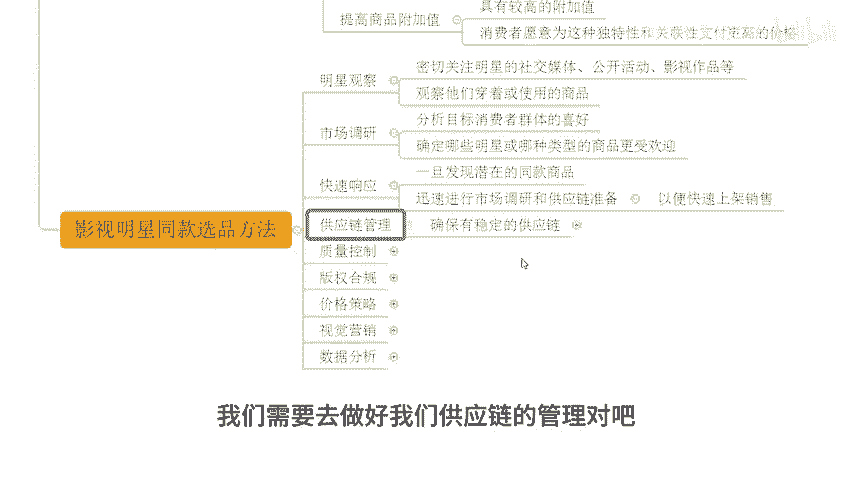 具有较高的附加值
提高商品附加值
消费者愿意为这种独特性和关联性支付更高的价格
密切关注明星的社交媒体、公开活动、影视作品等
明星观察
观察他们穿着或使用的商品
分析目标消费者群体的喜好
市场调研
确定哪些明星或哪种类型的商品更受欢迎
一旦发现潜在的同款商品
快速响应
迅速进行市场调研和供应链准备
以便快速上架销售
影视明星同款选品方法
供应链管理
确保有稳定的供应链
质量控制
版权合规
价格策略
视觉营销
数据分析
我们需要去做好我们供应链的管理对吧